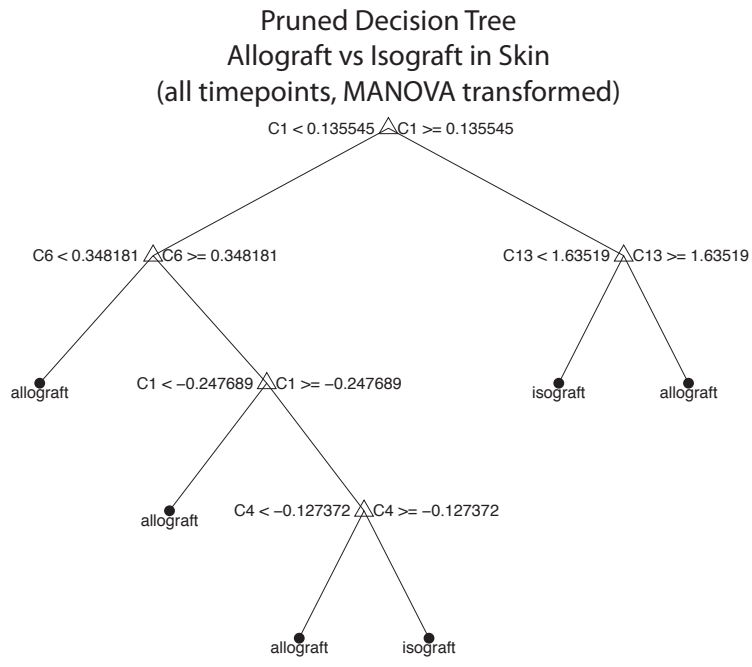 Pruned Decision Tree
Allograft vs Isograft in Skin
(all timepoints, MANOVA transformed)
C1 < 0.135545 C1 >= 0.135545
C6 < 0.348181 C6 >= 0.348181
C13 < 1.63519 C13 >= 1.63519
allograft
C1 < −0.247689 C1 >= −0.247689
isograft
allograft
allograft
C4 < −0.127372 C4 >= −0.127372
allograft
isograft